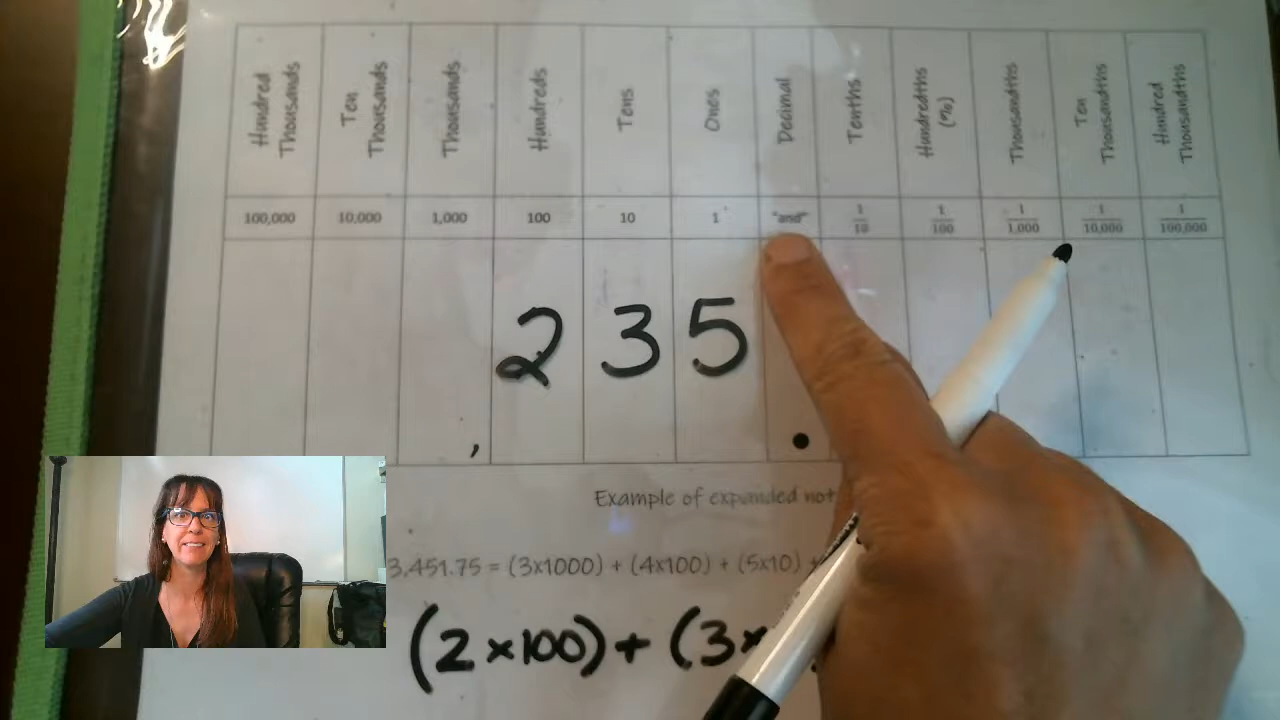 Hundred Thousands Ten Thousands Thousands Hundreds Tens Ones Decimal Tenths Hundredths (%) Thousandths Ten Thousandths Hundred Thousandths
100,000 10,000 1,000 100 10 1 "and" 1/10 1/100 1/1,000 1/10,000 1/100,000
, 2 3 5 .
Example of expanded not
3,451.75 = (3x1000) + (4x100) + (5x10) +
(2 x 100) + (3 x